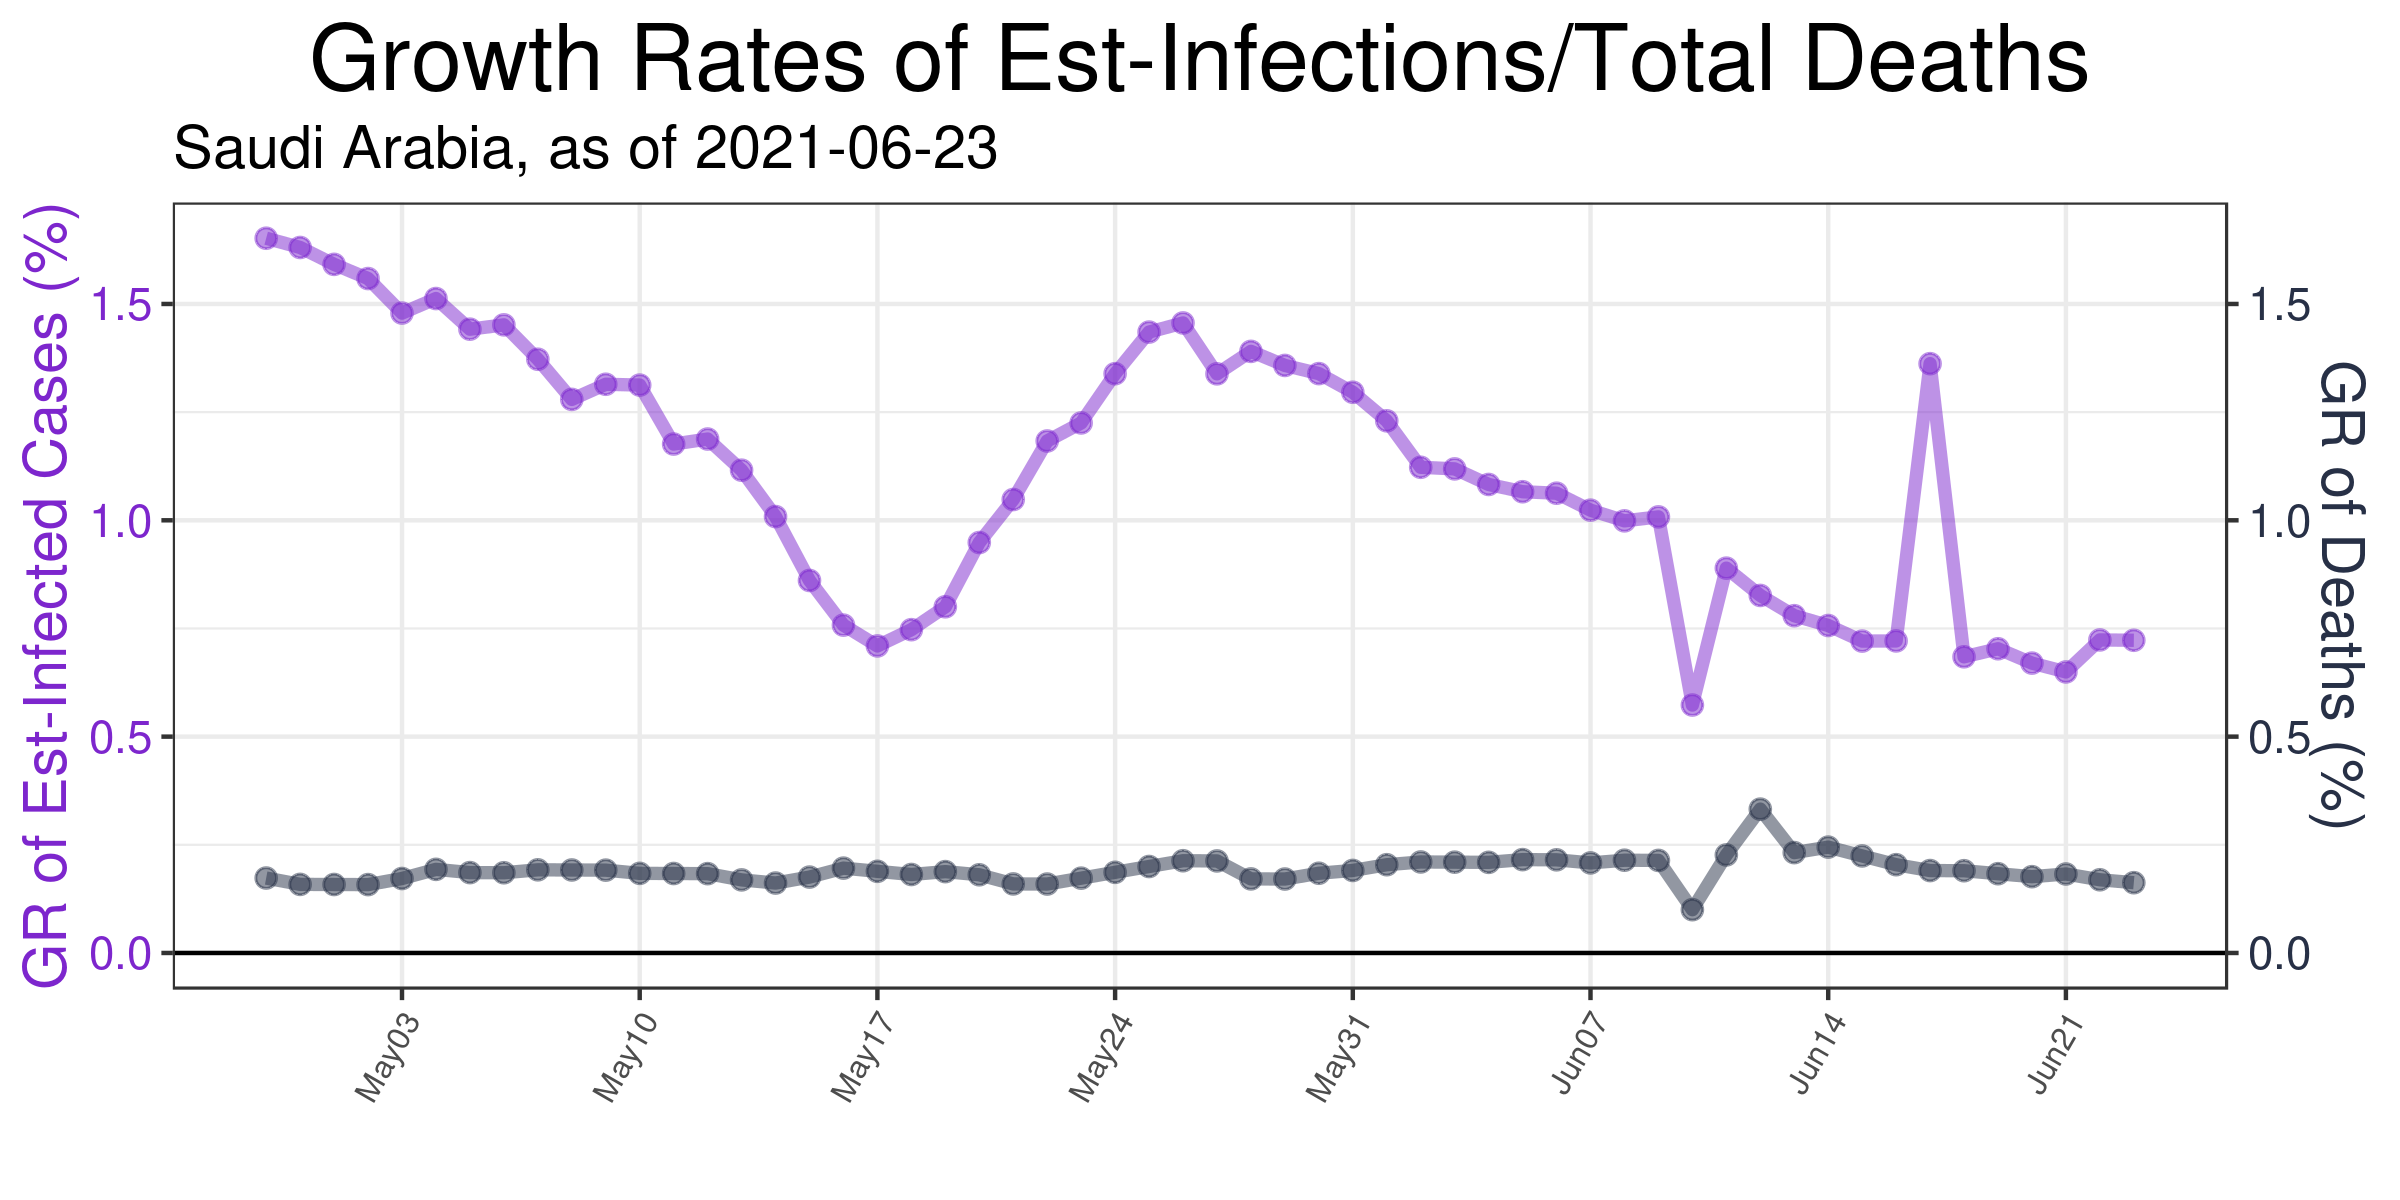 Growth Rates of Est-Infections/Total Deaths
Saudi Arabia, as of 2021-06-23
GR of Est-Infected Cases (%)
1.5
1.0
0.5
0.0
1.5
1.0
0.5
0.0
GR of Deaths (%)
May03
May10
May17
May24
May31
Jun07
Jun14
Jun21